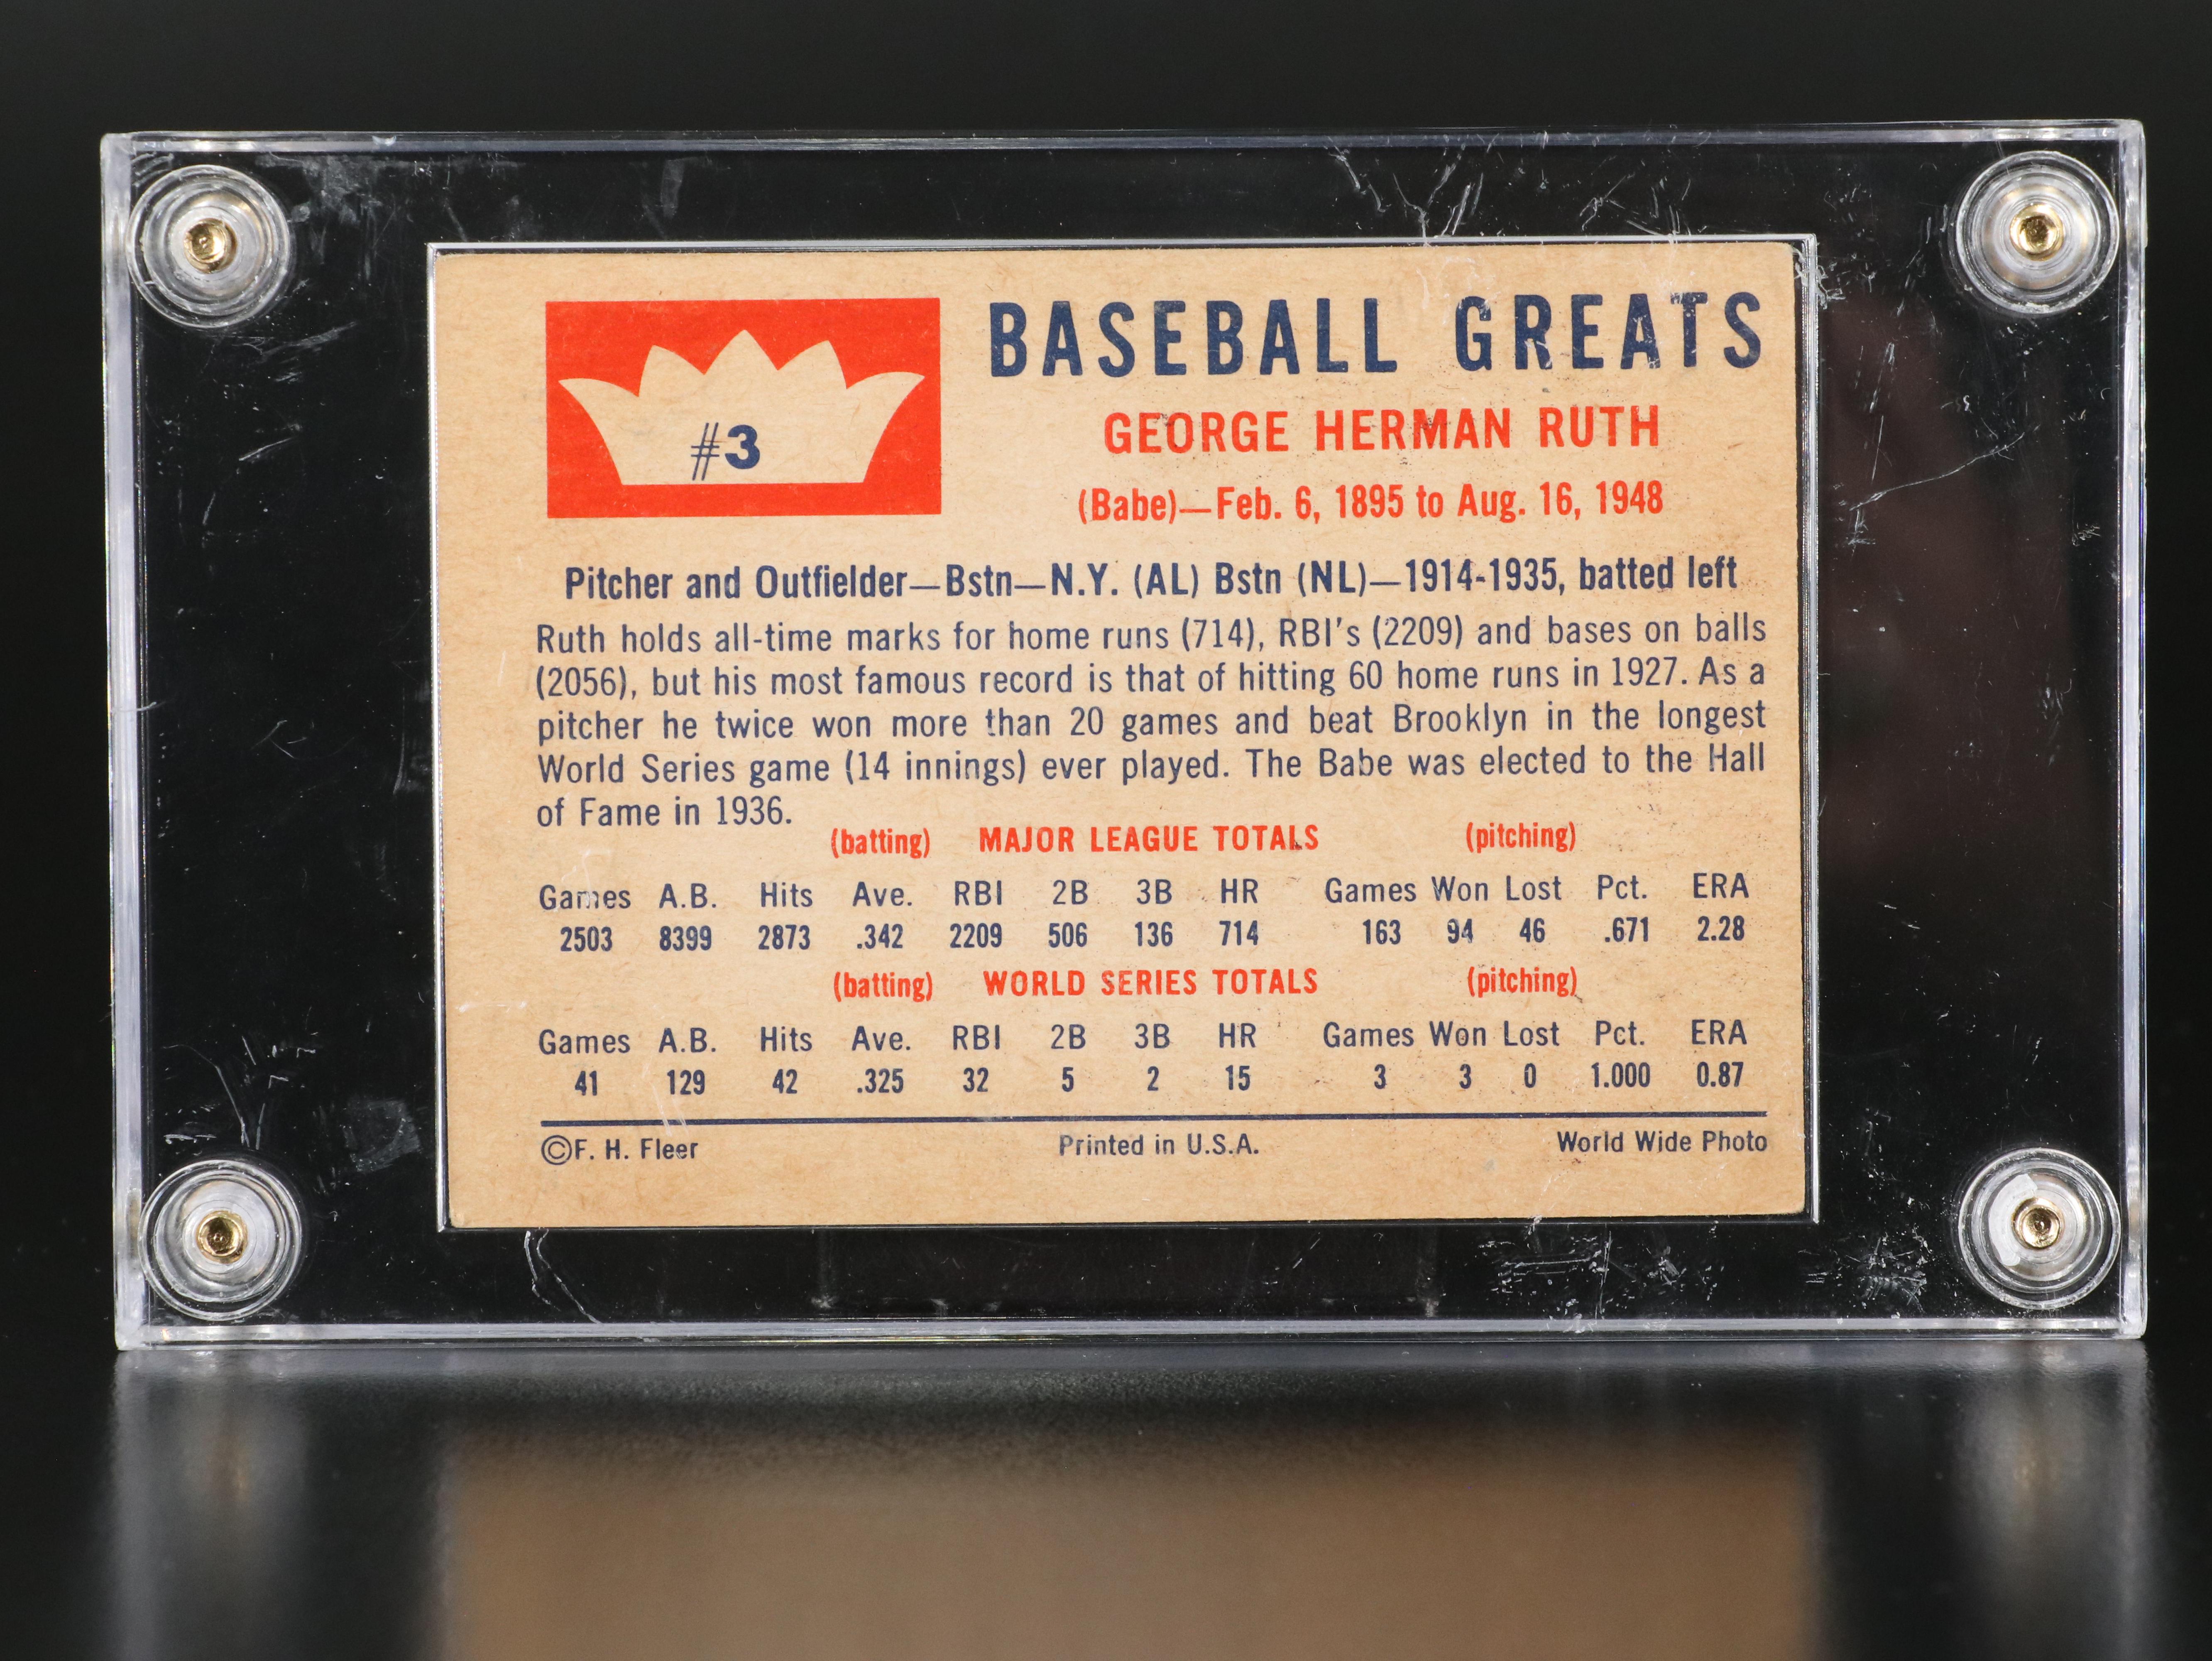 #3
BASEBALL GREATS
GEORGE HERMAN RUTH
(Babe)—Feb. 6, 1895 to Aug. 16, 1948
Pitcher and Outfielder—Bstn—N.Y. (AL) Bstn (NL)—1914-1935, batted left
Ruth holds all-time marks for home runs (714), RBI's (2209) and bases on balls
(2056), but his most famous record is that of hitting 60 home runs in 1927. As a
pitcher he twice won more than 20 games and beat Brooklyn in the longest
World Series game (14 innings) ever played. The Babe was elected to the Hall
of Fame in 1936.
(batting) MAJOR LEAGUE TOTALS (pitching)
Games A.B. Hits Ave. RBI 2B 3B HR Games Won Lost Pct. ERA
2503 8399 2873 .342 2209 506 136 714 163 94 46 .671 2.28
(batting) WORLD SERIES TOTALS (pitching)
Games A.B. Hits Ave. RBI 2B 3B HR Games Won Lost Pct. ERA
41 129 42 .325 32 5 2 15 3 3 0 1.000 0.87
©F. H. Fleer Printed in U.S.A. World Wide Photo